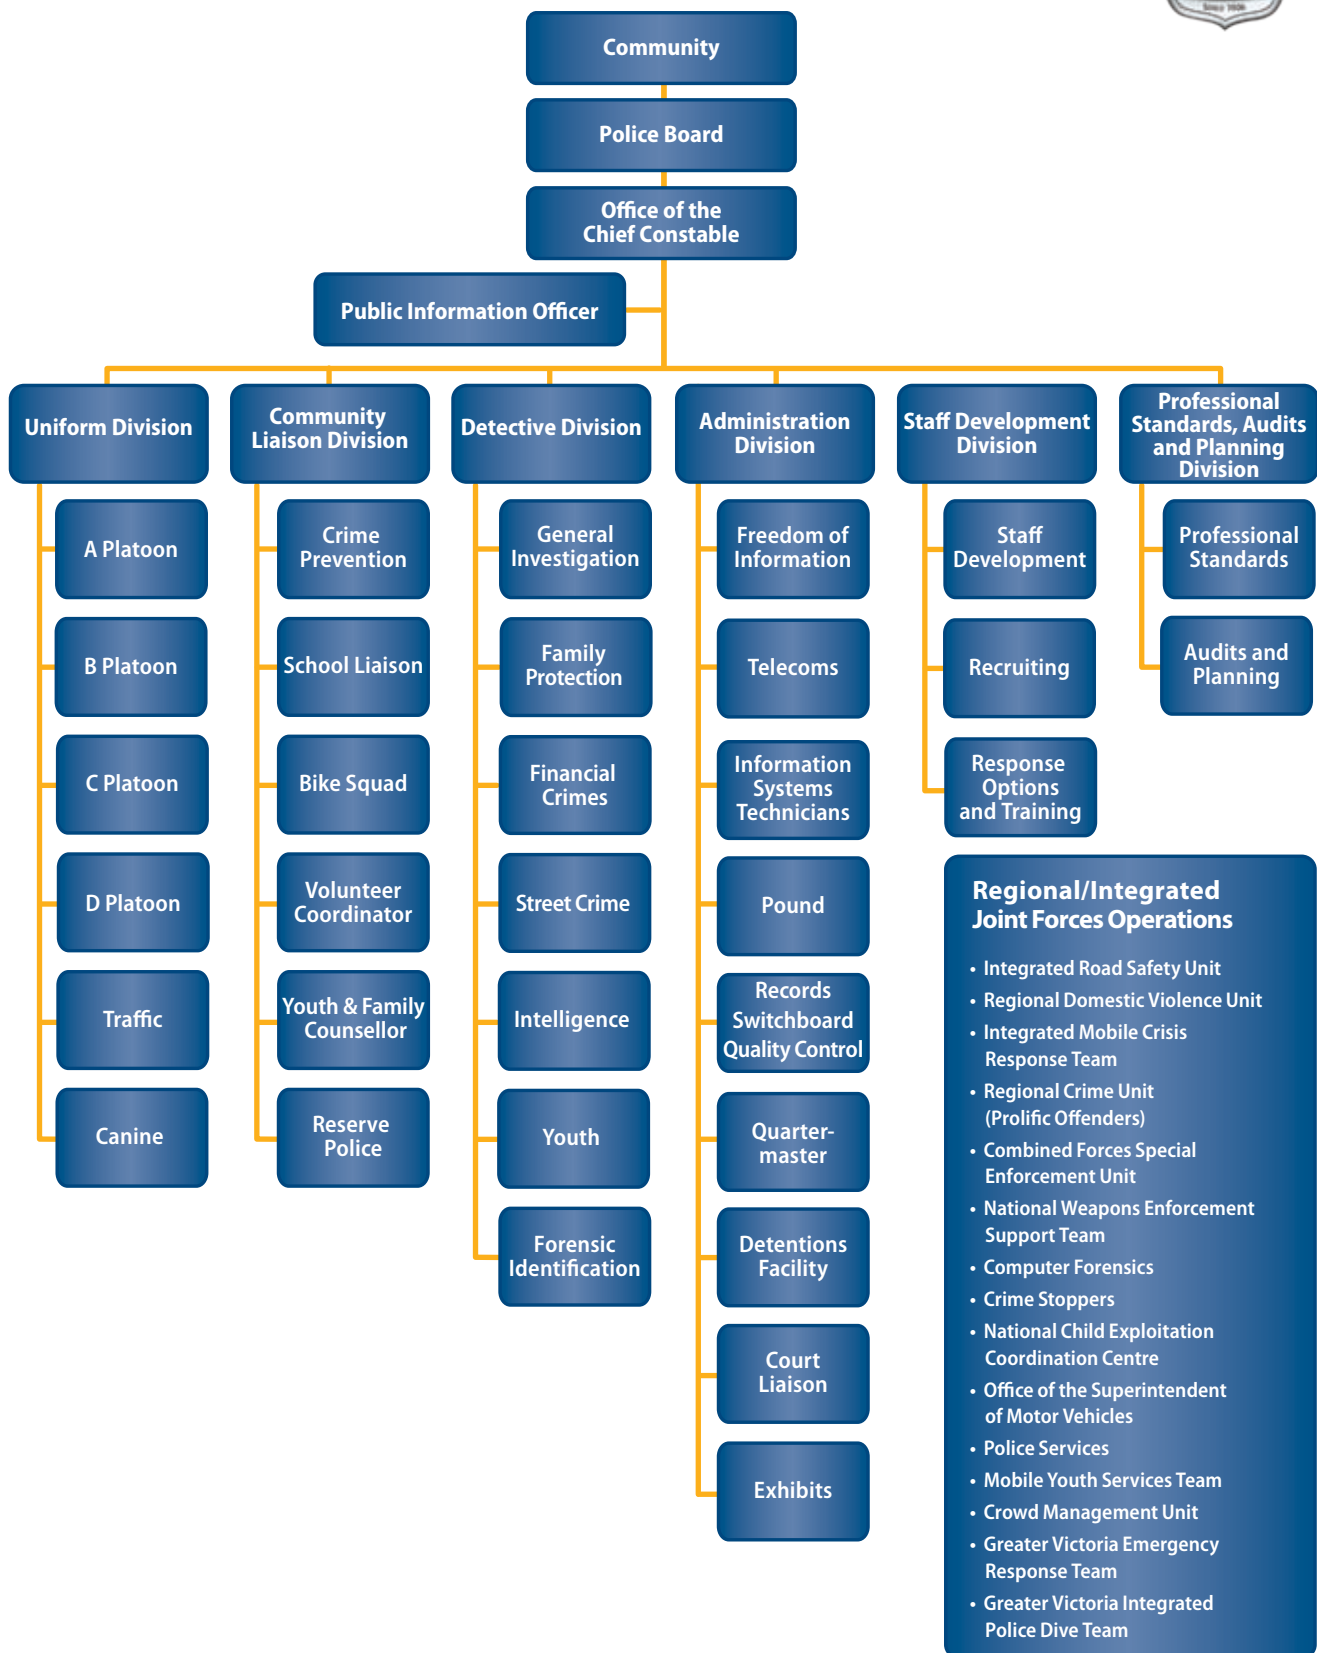 Since 1906
Community
Police Board
Office of the
Chief Constable
Public Information Officer
Uniform Division
A Platoon
B Platoon
C Platoon
D Platoon
Traffic
Canine
Community
Liaison Division
Crime
Prevention
School Liaison
Bike Squad
Volunteer
Coordinator
Youth & Family
Counsellor
Reserve
Police
Detective Division
General
Investigation
Family
Protection
Financial
Crimes
Street Crime
Intelligence
Youth
Forensic
Identification
Administration
Division
Freedom of
Information
Telecoms
Information
Systems
Technicians
Pound
Records
Switchboard
Quality Control
Quarter-
master
Detentions
Facility
Court
Liaison
Exhibits
Staff Development
Division
Staff
Development
Recruiting
Response
Options
and Training
Professional
Standards, Audits
and Planning
Division
Professional
Standards
Audits and
Planning
Regional/Integrated
Joint Forces Operations
• Integrated Road Safety Unit
• Regional Domestic Violence Unit
• Integrated Mobile Crisis
Response Team
• Regional Crime Unit
(Prolific Offenders)
• Combined Forces Special
Enforcement Unit
• National Weapons Enforcement
Support Team
• Computer Forensics
• Crime Stoppers
• National Child Exploitation
Coordination Centre
• Office of the Superintendent
of Motor Vehicles
• Police Services
• Mobile Youth Services Team
• Crowd Management Unit
• Greater Victoria Emergency
Response Team
• Greater Victoria Integrated
Police Dive Team